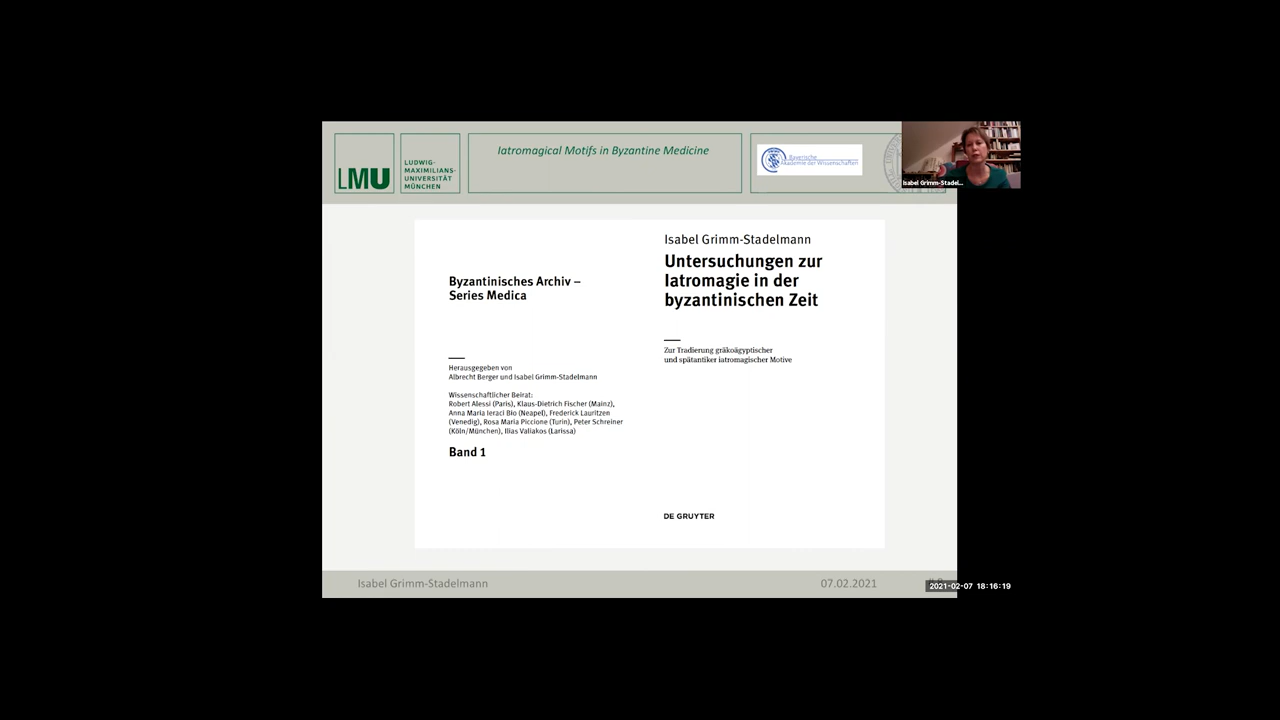 LMU
LUDWIG-
MAXIMILIANS-
UNIVERSITÄT
MÜNCHEN
Iatromagical Motifs in Byzantine Medicine
Bayerische
Akademie der Wissenschaften
Isabel Grimm-Stadel...
Byzantinisches Archiv –
Series Medica
Herausgegeben von
Albrecht Berger und Isabel Grimm-Stadelmann
Wissenschaftlicher Beirat:
Robert Alessi (Paris), Klaus-Dietrich Fischer (Mainz),
Anna Maria Ieraci Bio (Neapel), Frederick Lauritzen
(Venedig), Rosa Maria Piccione (Turin), Peter Schreiner
(Köln/München), Ilias Valiakos (Larissa)
Band 1
Isabel Grimm-Stadelmann
Untersuchungen zur
Iatromagie in der
byzantinischen Zeit
Zur Tradierung gräkoägyptischer
und spätantiker iatromagischer Motive
DE GRUYTER
Isabel Grimm-Stadelmann
07.02.2021
2021-02-07 18:16:19